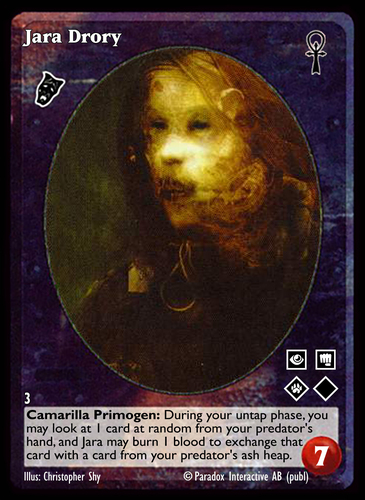 Jara Drory
3
Camarilla Primogen: During your untap phase, you
may look at 1 card at random from your predator's
hand, and Jara may burn 1 blood to exchange that
card with a card from your predator's ash heap.
7
Illus: Christopher Shy © Paradox Interactive AB (publ)